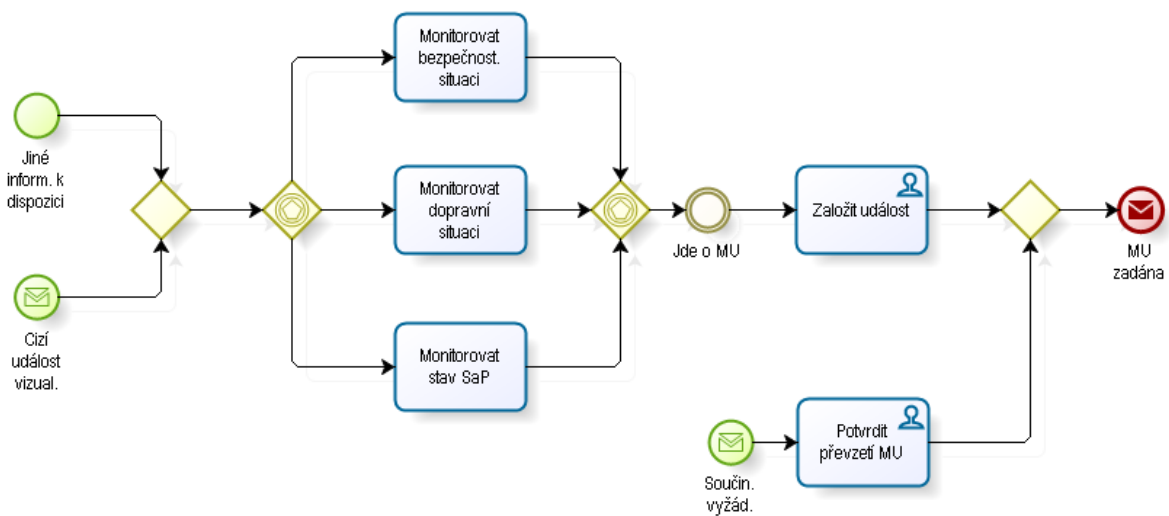 Monitorovat
bezpečnost.
situaci
Jiné
inform. k
dispozici
Monitorovat
dopravní
situaci
Založit událost
Jde o MU
MU
zadána
Cizí
událost
vizual.
Monitorovat
stav SaP
Potvrdit
převzetí MU
Součin.
vyžád.